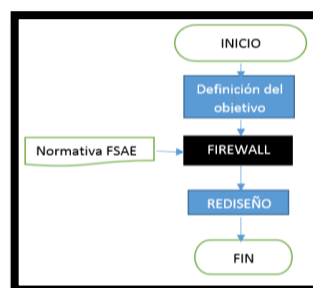 INICIO
Definición del
objetivo
Normativa FSAE
FIREWALL
REDISEÑO
FIN